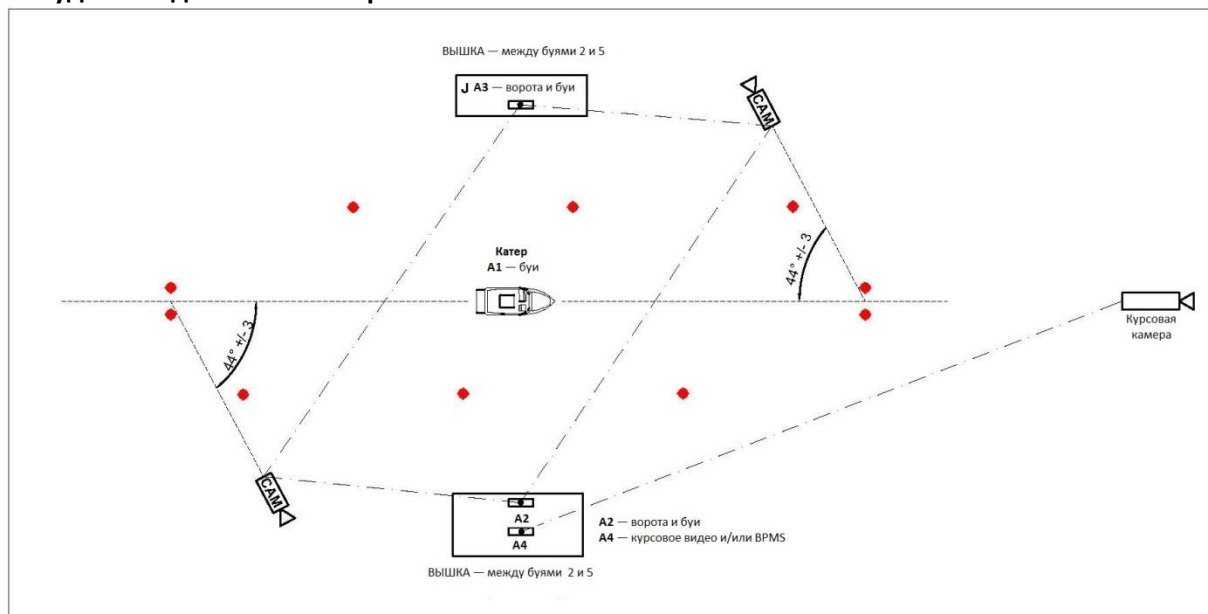 ВЫШКА — между буями 2 и 5
J A3 — ворота и буи
CAM
Катер
A1 — буи
44° +/- 3
44° +/- 3
Курсовая
камера
CAM
A2
A4
A2 — ворота и буи
A4 — курсовое видео и/или BPMS
ВЫШКА — между буями 2 и 5